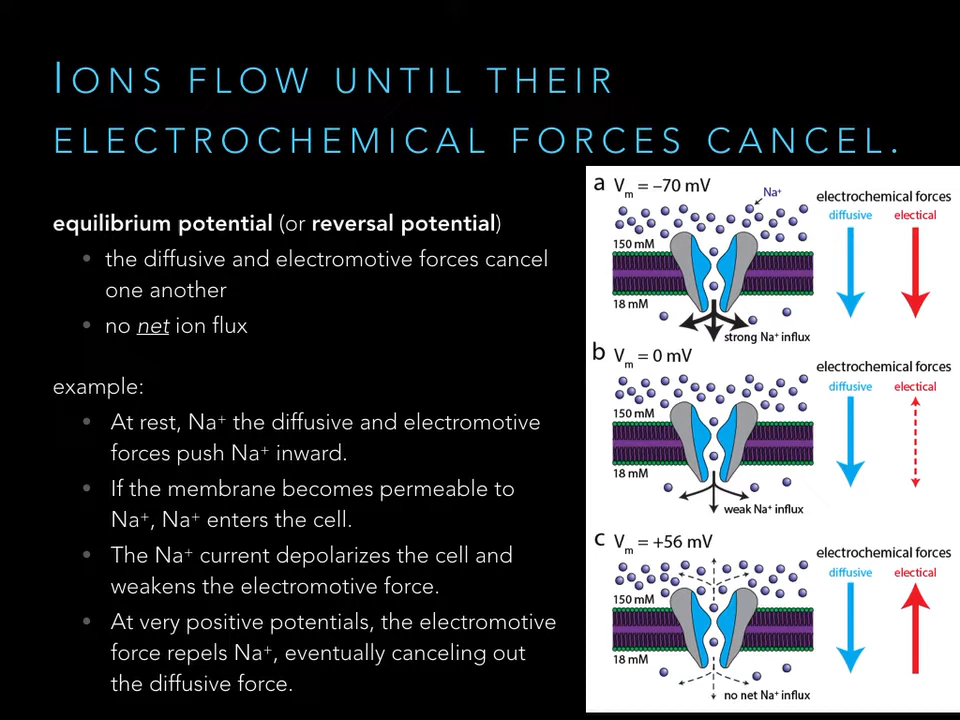 IONS FLOW UNTIL THEIR
ELECTROCHEMICAL FORCES CANCEL.
equilibrium potential (or reversal potential)
• the diffusive and electromotive forces cancel
one another
• no net ion flux
example:
• At rest, Na⁺ the diffusive and electromotive
forces push Na⁺ inward.
• If the membrane becomes permeable to
Na⁺, Na⁺ enters the cell.
• The Na⁺ current depolarizes the cell and
weakens the electromotive force.
• At very positive potentials, the electromotive
force repels Na⁺, eventually canceling out
the diffusive force.
a Vm = –70 mV
Na⁺
electrochemical forces
diffusive electical
150 mM
18 mM
strong Na⁺ influx
b Vm = 0 mV
electrochemical forces
diffusive electical
150 mM
18 mM
weak Na⁺ influx
c Vm = +56 mV
electrochemical forces
diffusive electical
150 mM
18 mM
no net Na⁺ influx